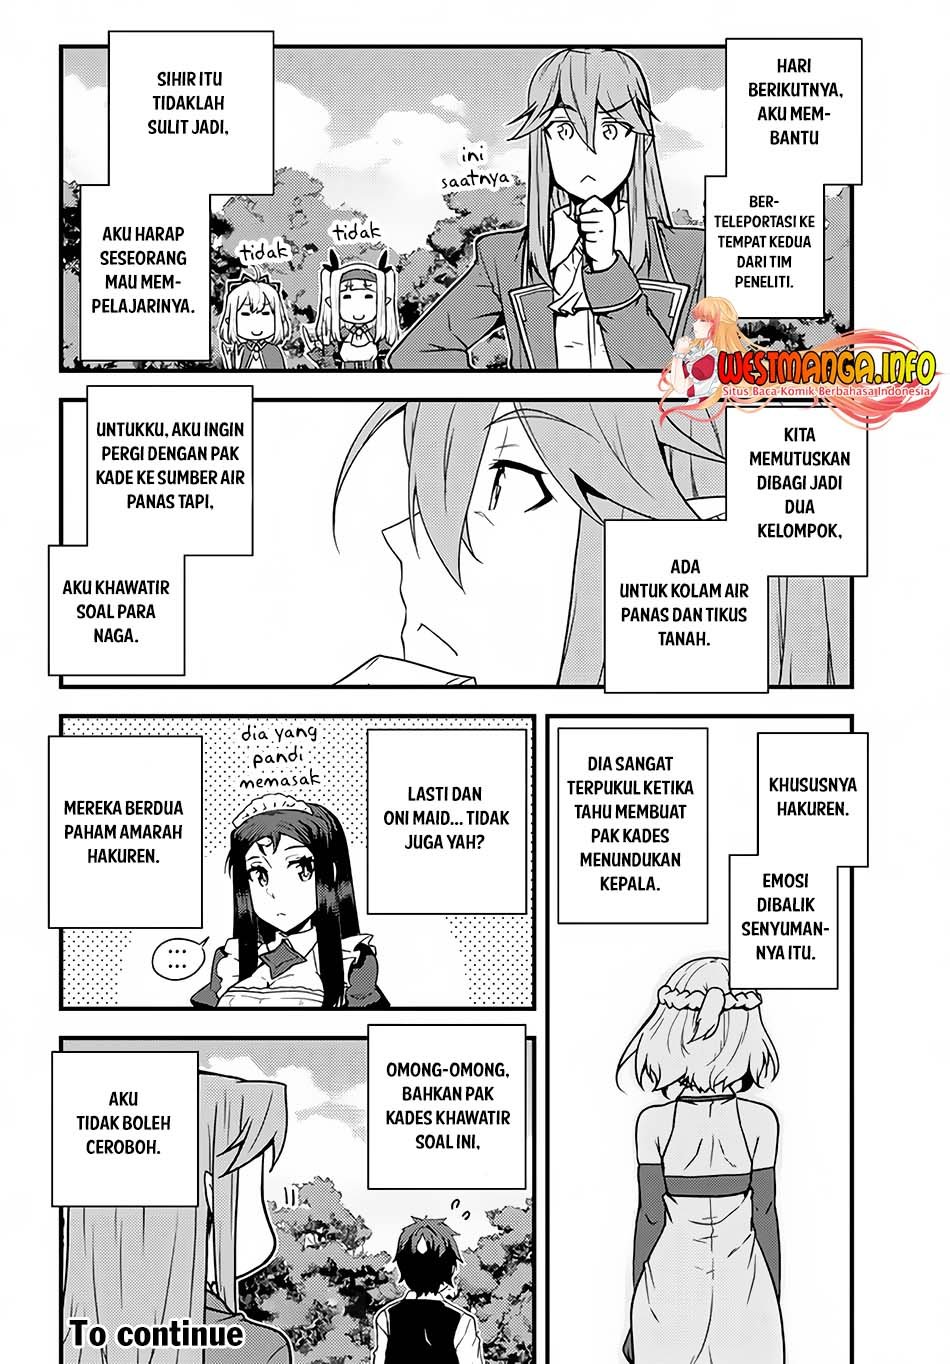 HARI
BERIKUTNYA,
AKU MEM-
BANTU
BER-
TELEPORTASI KE
TEMPAT KEDUA
DARI TIM
PENELITI.
ini
saatnya
SIHIR ITU
TIDAKLAH
SULIT JADI,
AKU HARAP
SESEORANG
MAU MEM-
PELAJARINYA.
tidak
tidak
WESTMANGA.INFO
Situs Baca Komik Berbahasa Indonesia
KITA
MEMUTUSKAN
DIBAGI JADI
DUA
KELOMPOK,
ADA
UNTUK KOLAM AIR
PANAS DAN TIKUS
TANAH.
UNTUKKU, AKU INGIN
PERGI DENGAN PAK
KADE KE SUMBER AIR
PANAS TAPI,
AKU KHAWATIR
SOAL PARA
NAGA.
KHUSUSNYA
HAKUREN.
EMOSI
DIBALIK
SENYUMAN-
NYA ITU.
DIA SANGAT
TERPUKUL KETIKA
TAHU MEMBUAT
PAK KADES
MENUNDUKAN
KEPALA.
LASTI DAN
ONI MAID... TIDAK
JUGA YAH?
dia yang
pandi
memasak
MEREKA BERDUA
PAHAM AMARAH
HAKUREN.
... ...
OMONG-OMONG,
BAHKAN PAK
KADES KHAWATIR
SOAL INI,
AKU
TIDAK BOLEH
CEROBOH.
To continue